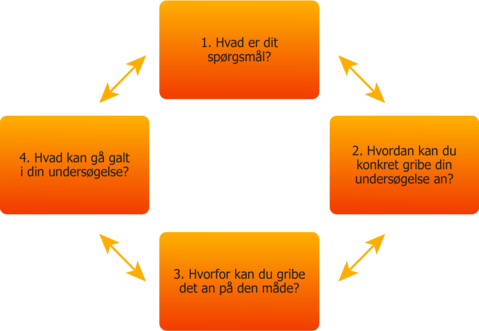 1. Hvad er dit
spørgsmål?
2. Hvordan kan du
konkret gribe din
undersøgelse an?
3. Hvorfor kan du gribe
det an på den måde?
4. Hvad kan gå galt
i din undersøgelse?